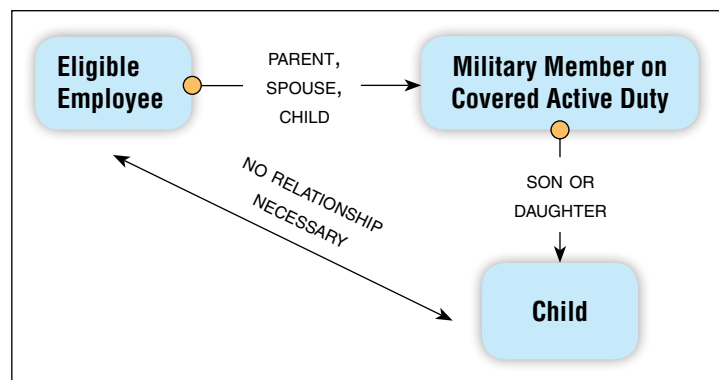 Eligible
Employee
PARENT,
SPOUSE,
CHILD
Military Member on
Covered Active Duty
NO RELATIONSHIP
NECESSARY
SON OR
DAUGHTER
Child